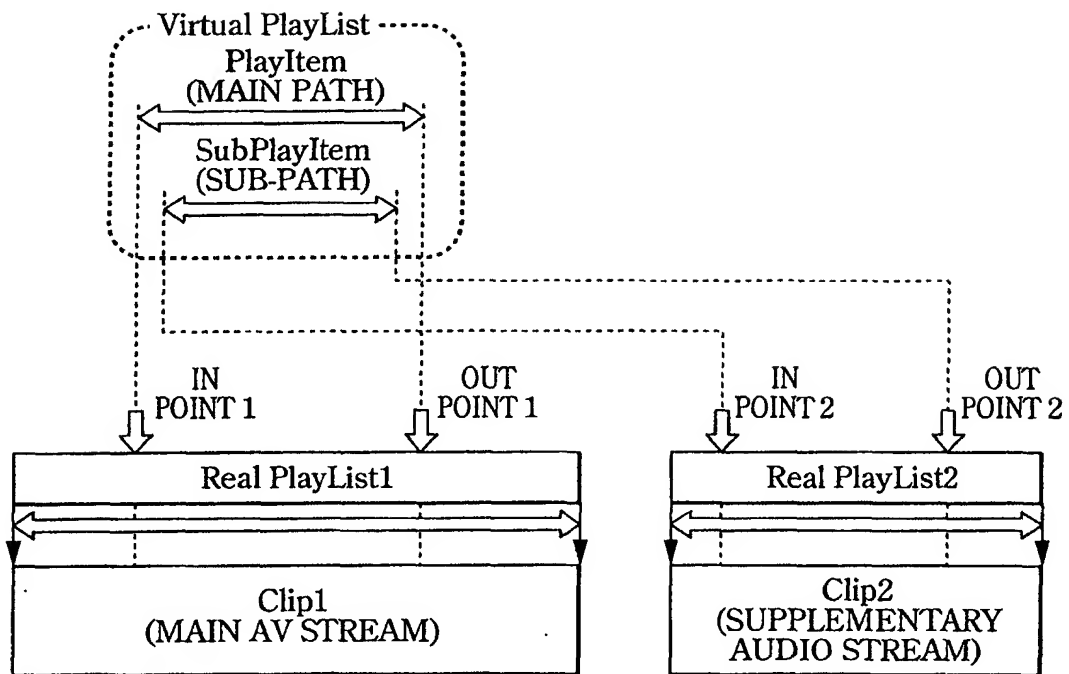 Virtual PlayList
PlayItem
(MAIN PATH)
SubPlayItem
(SUB-PATH)
IN
POINT 1
OUT
POINT 1
IN
POINT 2
OUT
POINT 2
Real PlayList1
Real PlayList2
Clip1
(MAIN AV STREAM)
Clip2
(SUPPLEMENTARY
AUDIO STREAM)